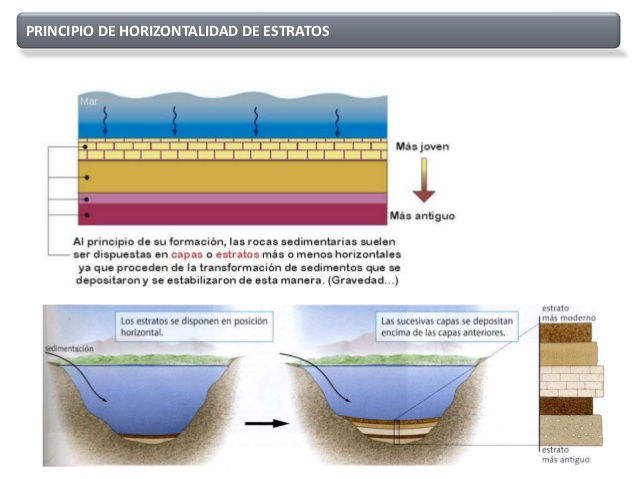 PRINCIPIO DE HORIZONTALIDAD DE ESTRATOS
Mar
Más joven
Más antiguo
Al principio de su formación, las rocas sedimentarias suelen
ser dispuestas en capas o estratos más o menos horizontales
ya que proceden de la transformación de sedimentos que se
depositaron y se estabilizaron de esta manera. (Gravedad...)
Los estratos se disponen en posición
horizontal.
sedimentación
Las sucesivas capas se depositan
encima de las capas anteriores.
estrato
más moderno
estrato
más antiguo